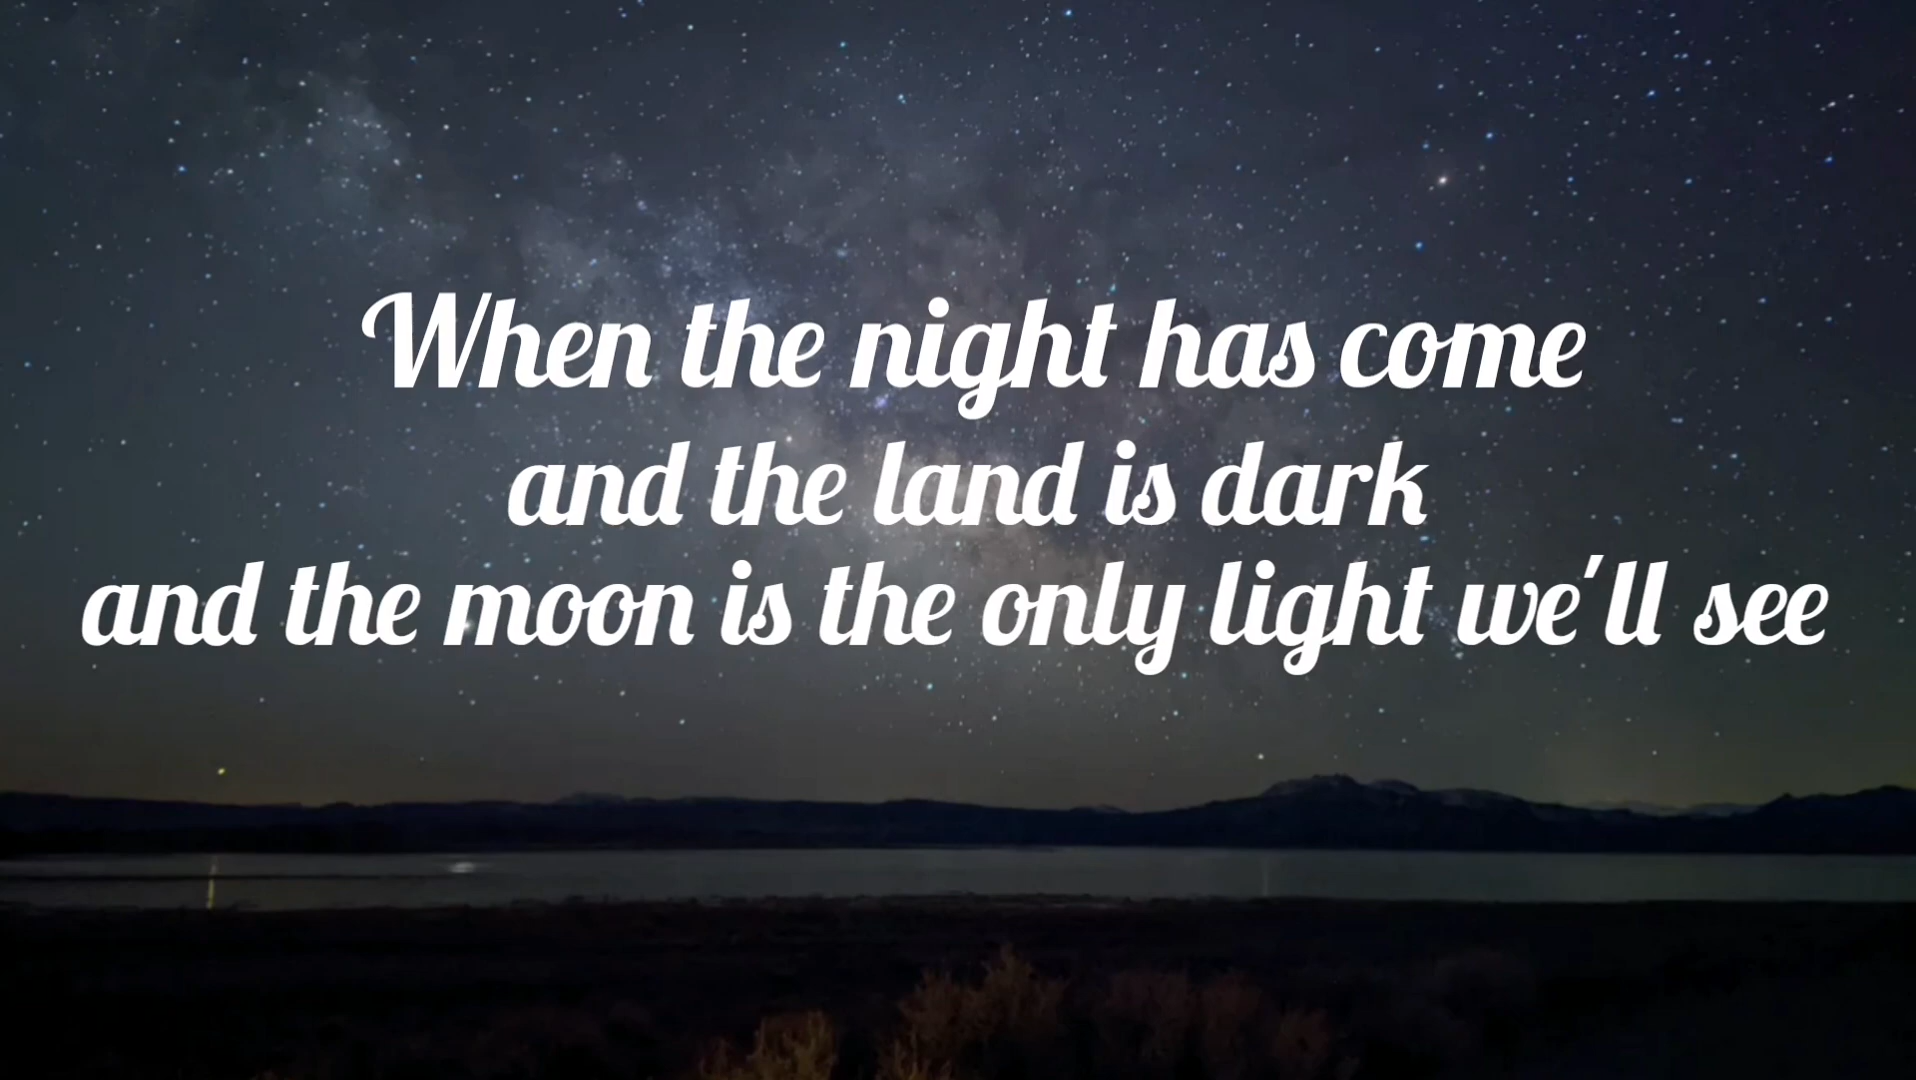 When the night has come
and the land is dark
and the moon is the only light we'll see